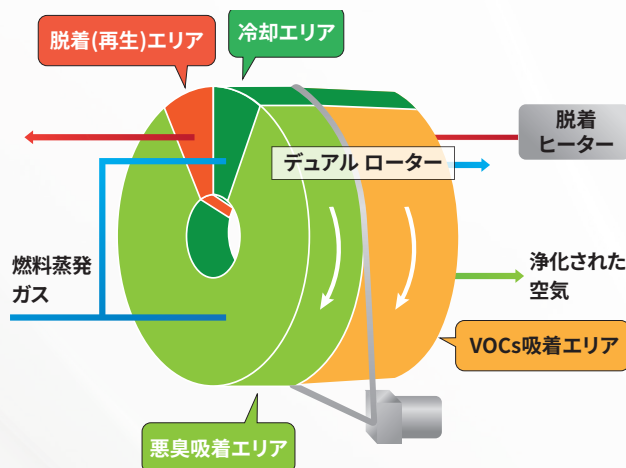 脱着(再生)エリア
冷却エリア
脱着
ヒーター
デュアル ローター
燃料蒸発
ガス
浄化された
空気
VOCs吸着エリア
悪臭吸着エリア